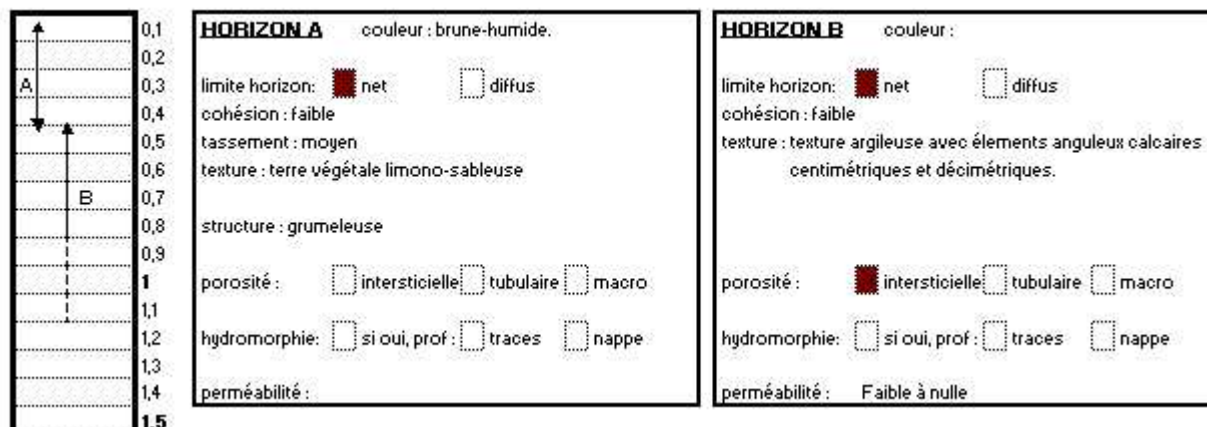 0,1
0,2
0,3
0,4
0,5
0,6
0,7
0,8
0,9
1
1,1
1,2
1,3
1,4
1,5
A
B
HORIZON A couleur : brune-humide.
limite horizon: net diffus
cohésion : faible
tassement : moyen
texture : terre végétale limono-sableuse
structure : grumeleuse
porosité : intersticielle tubulaire macro
hydromorphie: si oui, prof : traces nappe
perméabilité :
HORIZON B couleur :
limite horizon: net diffus
cohésion : faible
texture : texture argileuse avec élements anguleux calcaires
centimétriques et décimétriques.
porosité : intersticielle tubulaire macro
hydromorphie: si oui, prof : traces nappe
perméabilité : Faible à nulle